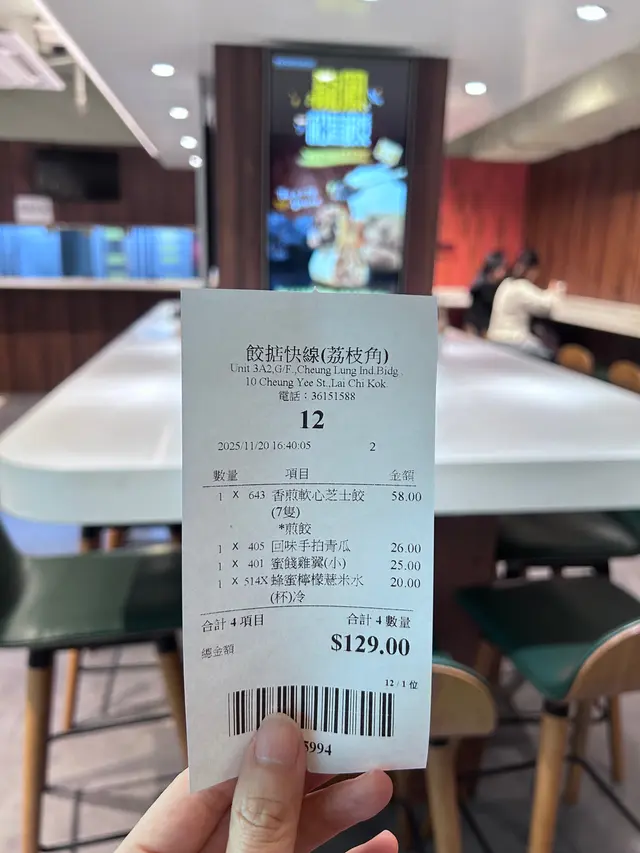 餃掂快線(荔枝角)
Unit 3A2,G/F.,Cheung Lung Ind.Bldg
10 Cheung Yee St.,Lai Chi Kok
電話：36151588
12
2025/11/20 16:40:05 2
數量 項目 金額
1 X 643 香煎軟心芝士餃 58.00
(7隻)
*煎餃
1 X 405 回味手拍青瓜 26.00
1 X 401 蜜餞雞翼(小) 25.00
1 X 514X 蜂蜜檸檬薏米水 20.00
(杯)冷
合計 4 項目 合計 4 數量
總金額 $129.00
12 / 1 位
5994